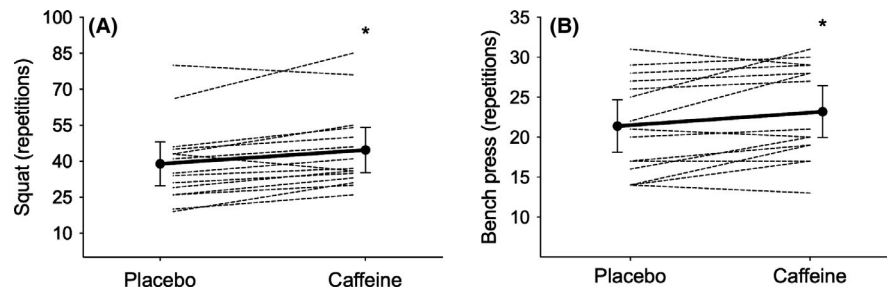 (A)
*
Squat (repetitions)
100
85
70
55
40
25
10
Placebo
Caffeine
(B)
*
Bench press (repetitions)
35
30
25
20
15
10
Placebo
Caffeine